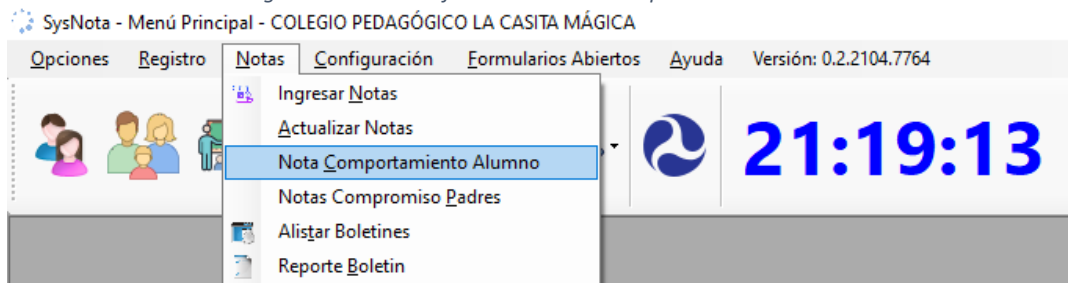 SysNota - Menú Principal - COLEGIO PEDAGÓGICO LA CASITA MÁGICA
Opciones Registro Notas Configuración Formularios Abiertos Ayuda Versión: 0.2.2104.7764
Ingresar Notas
Actualizar Notas
Nota Comportamiento Alumno
Notas Compromiso Padres
Alistar Boletines
Reporte Boletin
21:19:13